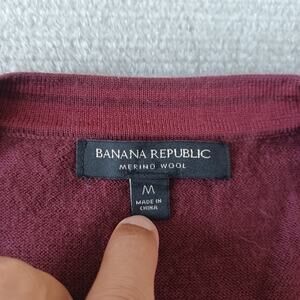 BANANA REPUBLIC
MERINO WOOL
M
MADE IN
CHINA